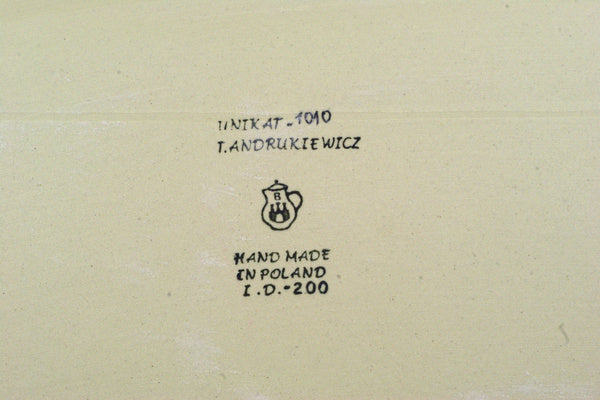 UNIKAT-1010
T.ANDRUKIEWICZ
B
HAND MADE
IN POLAND
I.D.-200